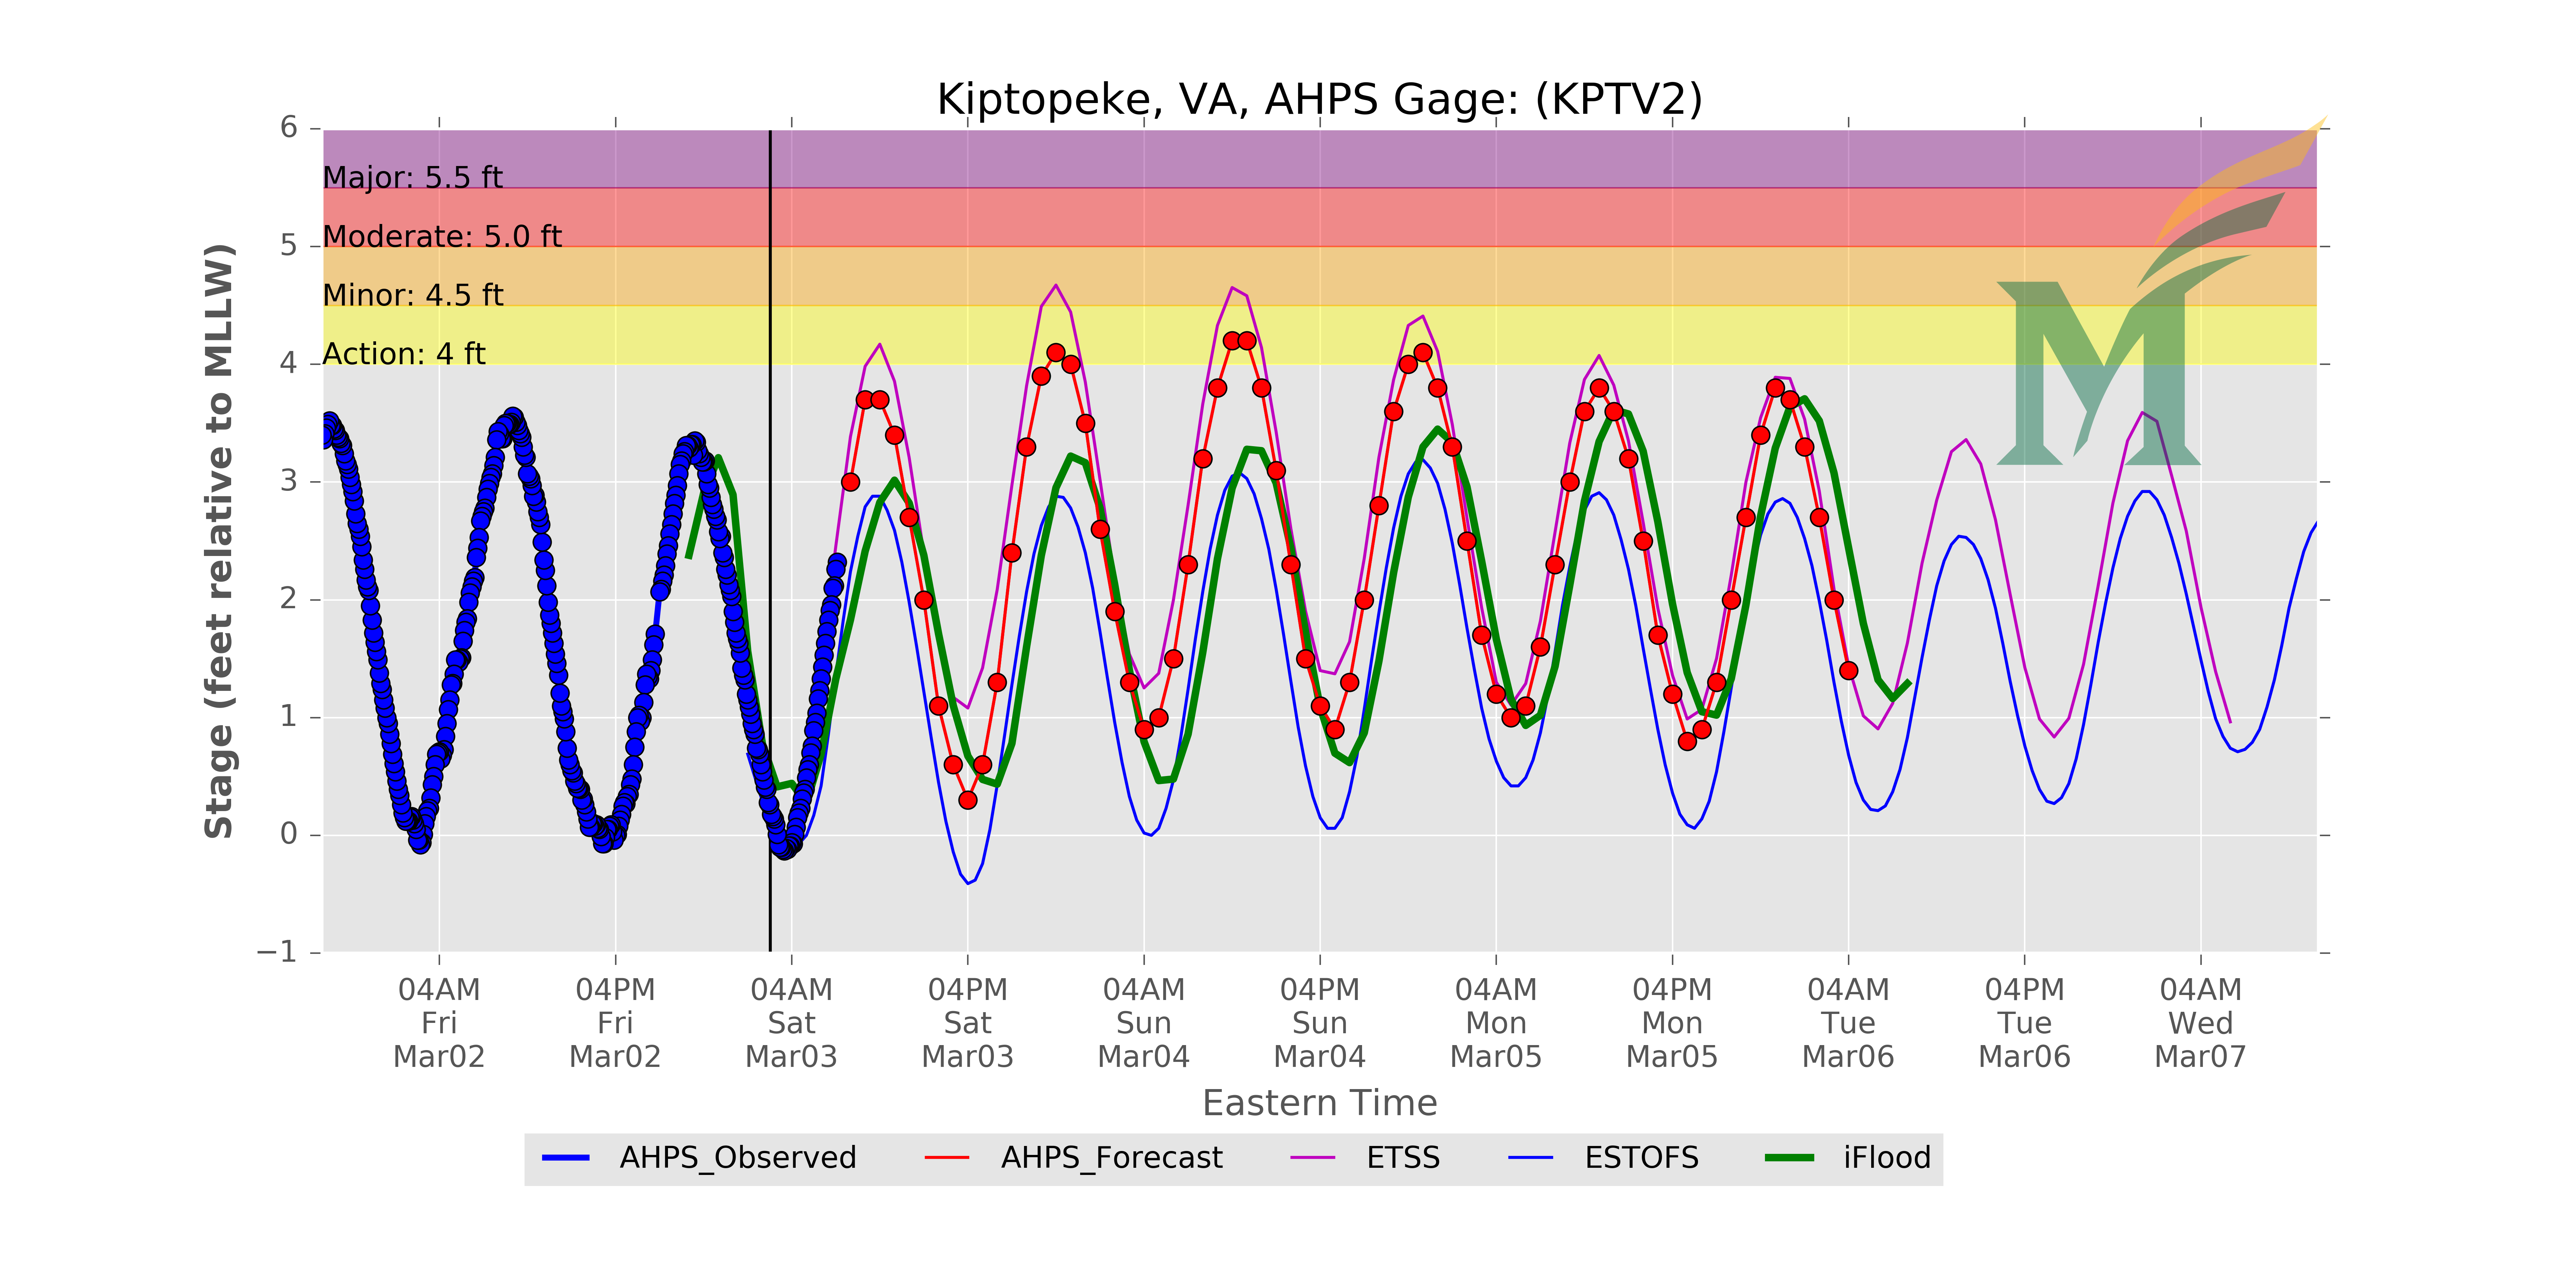 Kiptopeke, VA, AHPS Gage: (KPTV2)
6
5
4
3
2
1
0
−1
Stage (feet relative to MLLW)
Major: 5.5 ft
Moderate: 5.0 ft
Minor: 4.5 ft
Action: 4 ft
M
04AM 04PM 04AM 04PM 04AM 04PM 04AM 04PM 04AM 04PM 04AM
Fri Fri Sat Sat Sun Sun Mon Mon Tue Tue Wed
Mar02 Mar02 Mar03 Mar03 Mar04 Mar04 Mar05 Mar05 Mar06 Mar06 Mar07
Eastern Time
AHPS_Observed AHPS_Forecast ETSS ESTOFS iFlood